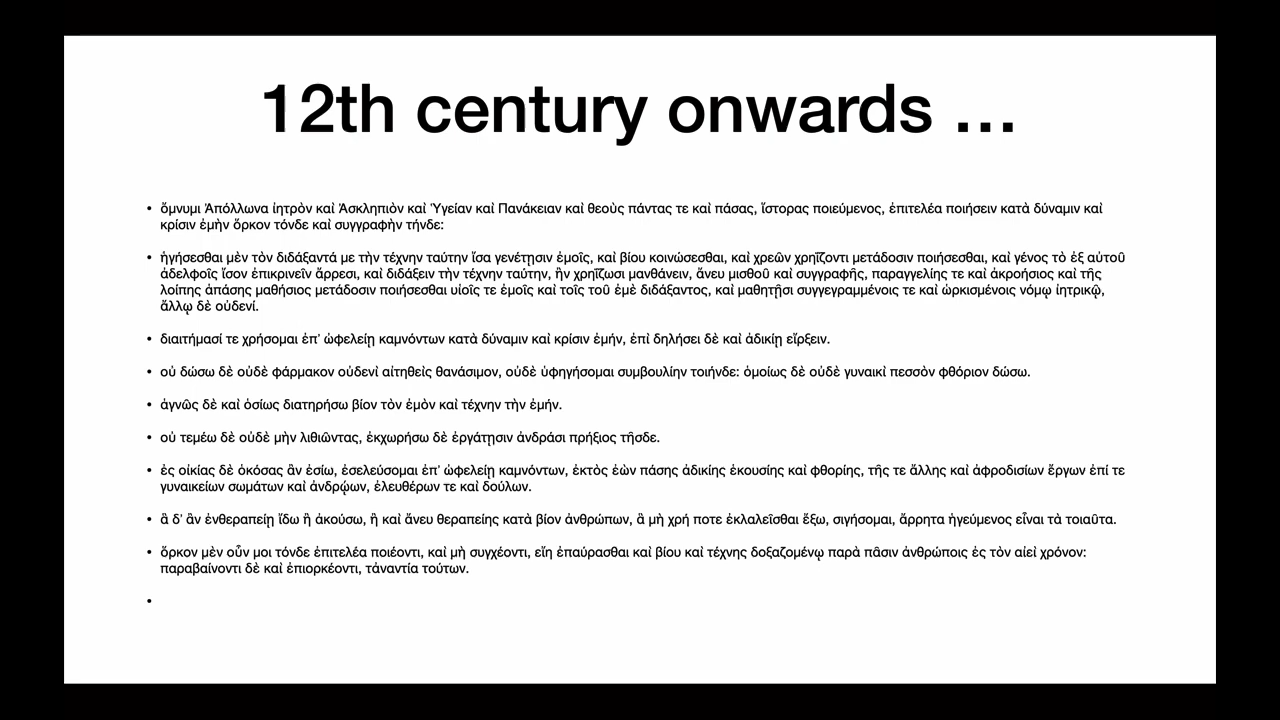 12th century onwards …
• ὄμνυμι Ἀπόλλωνα ἰητρὸν καὶ Ἀσκληπιὸν καὶ Ὑγείαν καὶ Πανάκειαν καὶ θεοὺς πάντας τε καὶ πάσας, ἵστορας ποιεύμενος, ἐπιτελέα ποιήσειν κατὰ δύναμιν καὶ
κρίσιν ἐμὴν ὅρκον τόνδε καὶ συγγραφὴν τήνδε:
• ἡγήσεσθαι μὲν τὸν διδάξαντά με τὴν τέχνην ταύτην ἴσα γενέτῃσιν ἐμοῖς, καὶ βίου κοινώσεσθαι, καὶ χρεῶν χρηΐζοντι μετάδοσιν ποιήσεσθαι, καὶ γένος τὸ ἐξ αὐτοῦ
ἀδελφοῖς ἴσον ἐπικρινεῖν ἄρρεσι, καὶ διδάξειν τὴν τέχνην ταύτην, ἢν χρηΐζωσι μανθάνειν, ἄνευ μισθοῦ καὶ συγγραφῆς, παραγγελίης τε καὶ ἀκροήσιος καὶ τῆς
λοίπης ἁπάσης μαθήσιος μετάδοσιν ποιήσεσθαι υἱοῖς τε ἐμοῖς καὶ τοῖς τοῦ ἐμὲ διδάξαντος, καὶ μαθητῇσι συγγεγραμμένοις τε καὶ ὡρκισμένοις νόμῳ ἰητρικῷ,
ἄλλῳ δὲ οὐδενί.
• διαιτήμασί τε χρήσομαι ἐπ' ὠφελείῃ καμνόντων κατὰ δύναμιν καὶ κρίσιν ἐμήν, ἐπὶ δηλήσει δὲ καὶ ἀδικίῃ εἴρξειν.
• οὐ δώσω δὲ οὐδὲ φάρμακον οὐδενὶ αἰτηθεὶς θανάσιμον, οὐδὲ ὑφηγήσομαι συμβουλίην τοιήνδε: ὁμοίως δὲ οὐδὲ γυναικὶ πεσσὸν φθόριον δώσω.
• ἁγνῶς δὲ καὶ ὁσίως διατηρήσω βίον τὸν ἐμὸν καὶ τέχνην τὴν ἐμήν.
• οὐ τεμέω δὲ οὐδὲ μὴν λιθιῶντας, ἐκχωρήσω δὲ ἐργάτῃσιν ἀνδράσι πρήξιος τῆσδε.
• ἐς οἰκίας δὲ ὁκόσας ἂν ἐσίω, ἐσελεύσομαι ἐπ' ὠφελείῃ καμνόντων, ἐκτὸς ἐὼν πάσης ἀδικίης ἑκουσίης καὶ φθορίης, τῆς τε ἄλλης καὶ ἀφροδισίων ἔργων ἐπί τε
γυναικείων σωμάτων καὶ ἀνδρῴων, ἐλευθέρων τε καὶ δούλων.
• ἃ δ' ἂν ἐνθεραπείῃ ἴδω ἢ ἀκούσω, ἢ καὶ ἄνευ θεραπείης κατὰ βίον ἀνθρώπων, ἃ μὴ χρή ποτε ἐκλαλεῖσθαι ἔξω, σιγήσομαι, ἄρρητα ἡγεύμενος εἶναι τὰ τοιαῦτα.
• ὅρκον μὲν οὖν μοι τόνδε ἐπιτελέα ποιέοντι, καὶ μὴ συγχέοντι, εἴη ἐπαύρασθαι καὶ βίου καὶ τέχνης δοξαζομένῳ παρὰ πᾶσιν ἀνθρώποις ἐς τὸν αἰεὶ χρόνον:
παραβαίνοντι δὲ καὶ ἐπιορκέοντι, τἀναντία τούτων.
•